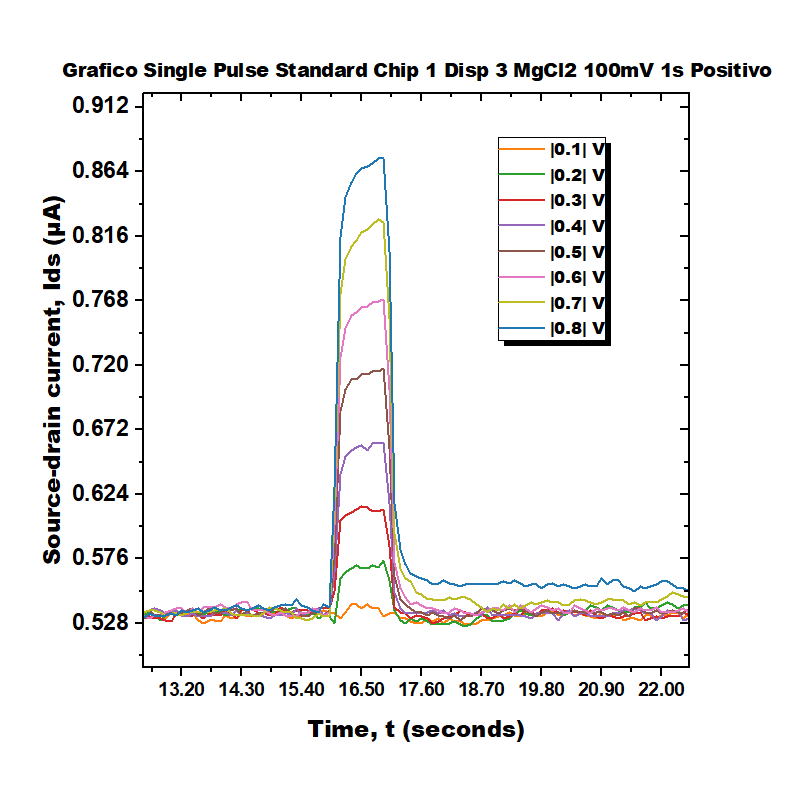 Grafico Single Pulse Standard Chip 1 Disp 3 MgCl2 100mV 1s Positivo
0.912
0.864
0.816
0.768
0.720
0.672
0.624
0.576
0.528
Source-drain current, Ids (µA)
|0.1| V
|0.2| V
|0.3| V
|0.4| V
|0.5| V
|0.6| V
|0.7| V
|0.8| V
13.20 14.30 15.40 16.50 17.60 18.70 19.80 20.90 22.00
Time, t (seconds)